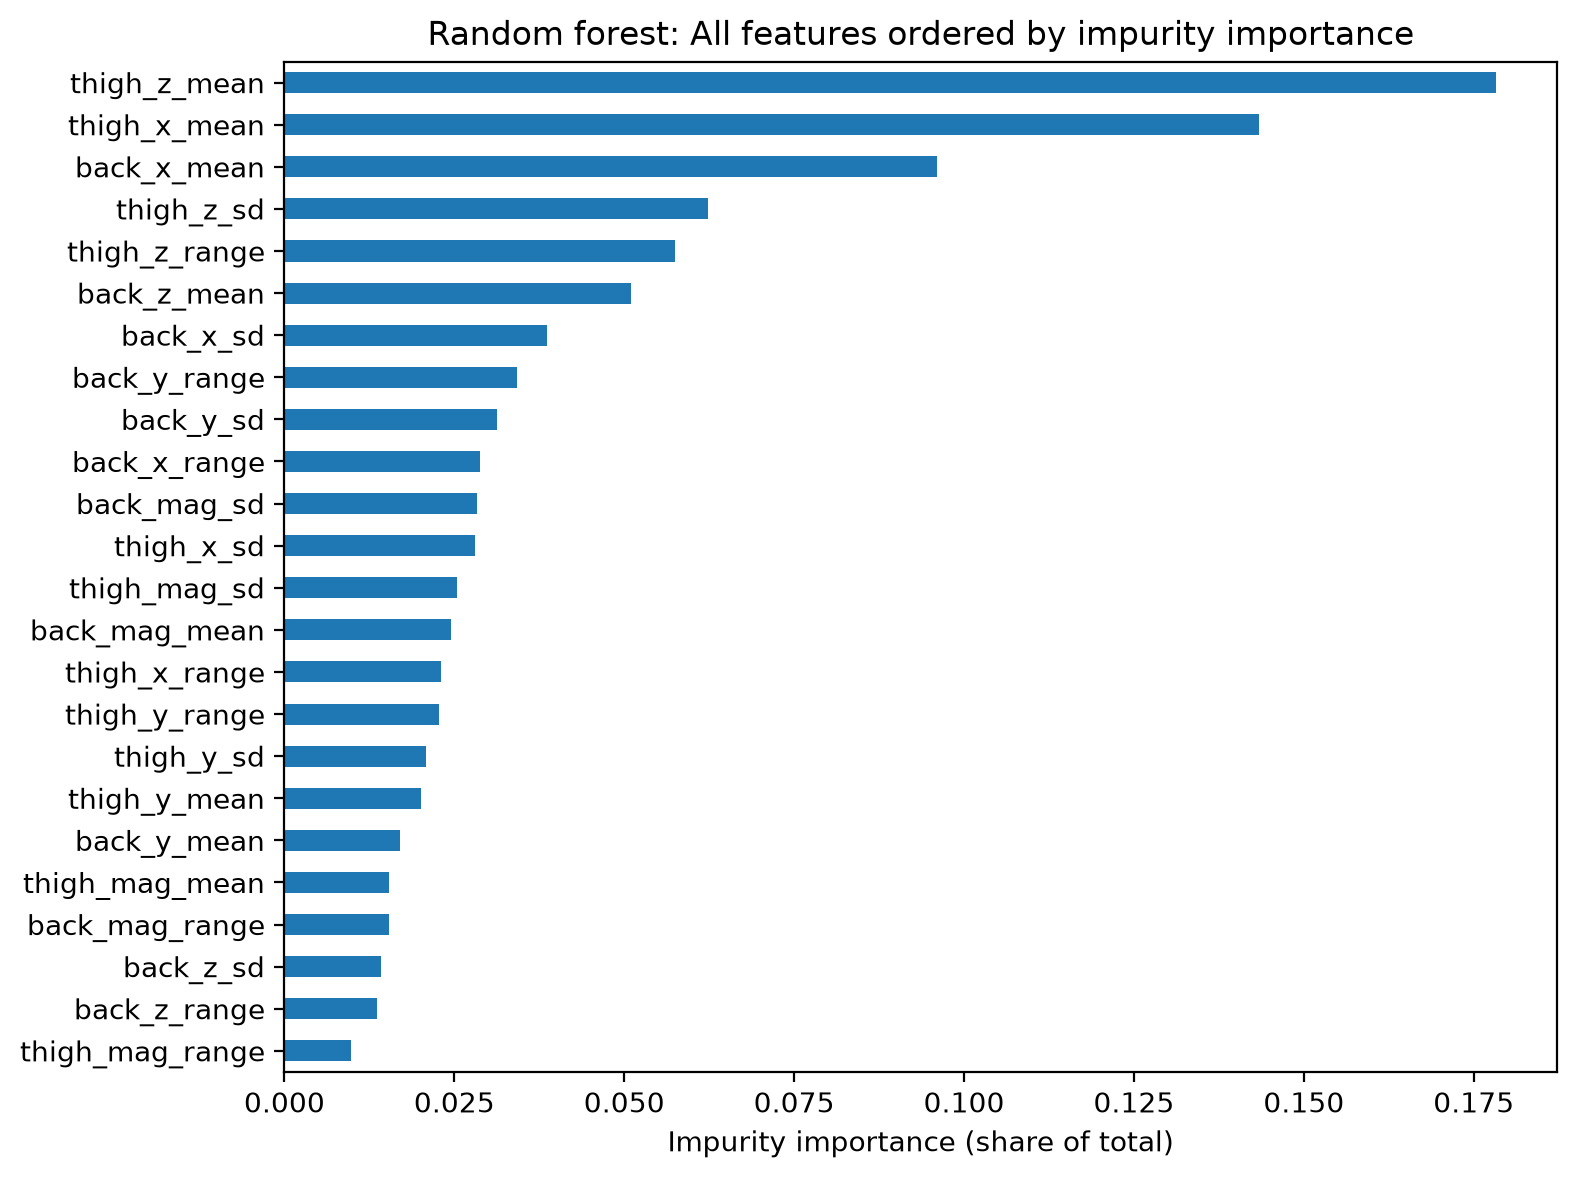 Random forest: All features ordered by impurity importance
thigh_z_mean
thigh_x_mean
back_x_mean
thigh_z_sd
thigh_z_range
back_z_mean
back_x_sd
back_y_range
back_y_sd
back_x_range
back_mag_sd
thigh_x_sd
thigh_mag_sd
back_mag_mean
thigh_x_range
thigh_y_range
thigh_y_sd
thigh_y_mean
back_y_mean
thigh_mag_mean
back_mag_range
back_z_sd
back_z_range
thigh_mag_range
0.000 0.025 0.050 0.075 0.100 0.125 0.150 0.175
Impurity importance (share of total)